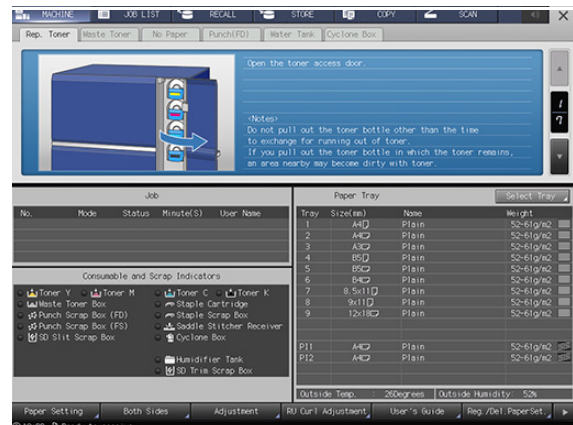 MACHINE JOB LIST RECALL STORE COPY SCAN
Rep. Toner Waste Toner No Paper Punch(FD) Water Tank Cyclone Box
Open the toner access door.
<Notes>
Do not pull out the toner bottle other than the time
to exchange for running out of toner.
If you pull out the toner bottle in which the toner remains,
an area nearby may become dirty with toner.
1
7
Job
No. Mode Status Minute(S) User Name
Consumable and Scrap Indicators
Toner Y Toner M Toner C Toner K
Waste Toner Box Staple Cartridge
Punch Scrap Box (FD) Staple Scrap Box
Punch Scrap Box (FS) Saddle Stitcher Receiver
SD Slit Scrap Box Cyclone Box
Humidifier Tank
SD Trim Scrap Box
Paper Tray Select Tray
Tray Size(mm) Name Weight
1 A4 Plain 52-61g/m2
2 A4 Plain 52-61g/m2
3 A3 Plain 52-61g/m2
4 B5 Plain 52-61g/m2
5 B5 Plain 52-61g/m2
6 B4 Plain 52-61g/m2
7 8.5x11 Plain 52-61g/m2
8 9x11 Plain 52-61g/m2
9 12x18 Plain 52-61g/m2
PI1 A4 Plain 52-61g/m2
PI2 A4 Plain 52-61g/m2
Outside Temp. : 26Degrees Outside Humidity: 52%
Paper Setting Both Sides Adjustment RU Curl Adjustment User's Guide Reg./Del.PaperSet.